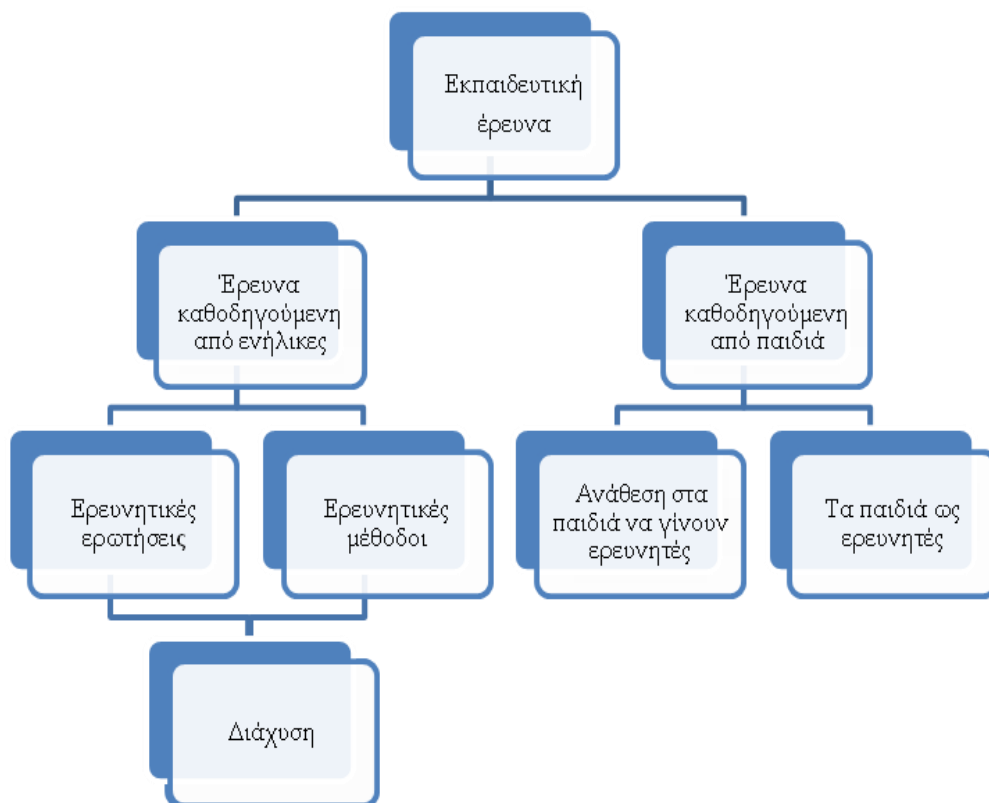 Εκπαιδευτική
έρευνα
Έρευνα
καθοδηγούμενη
από ενήλικες
Έρευνα
καθοδηγούμενη
από παιδιά
Ερευνητικές
ερωτήσεις
Ερευνητικές
μέθοδοι
Ανάθεση στα
παιδιά να γίνουν
ερευνητές
Τα παιδιά ως
ερευνητές
Διάχυση